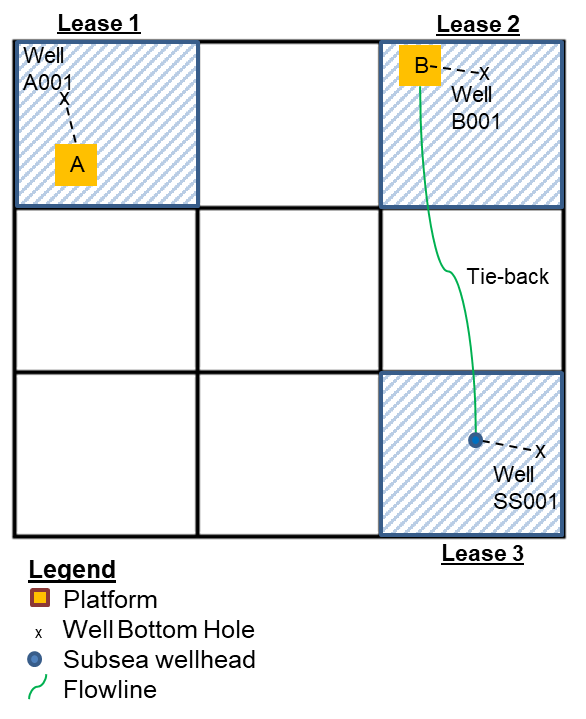 Lease 1
Lease 2
Well
A001
x
A
B
x
Well
B001
Tie-back
x
Well
SS001
Lease 3
Legend
Platform
x Well Bottom Hole
Subsea wellhead
Flowline